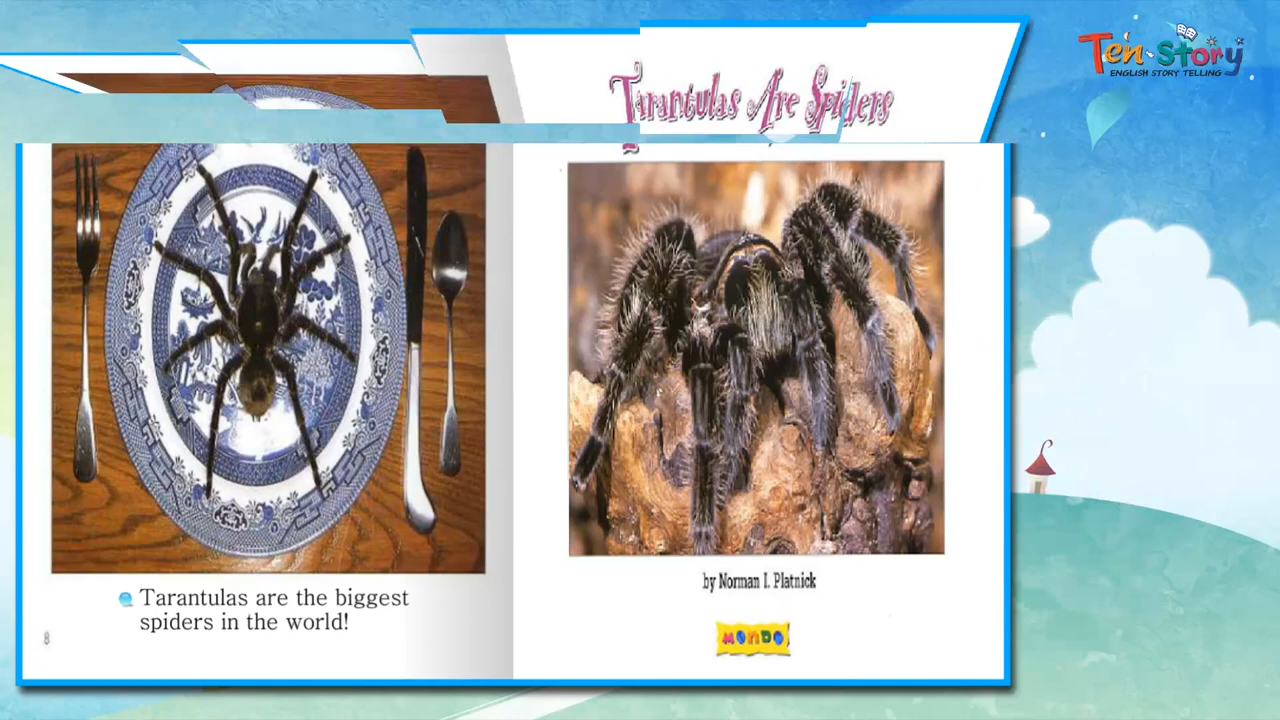 Ten Story
ENGLISH STORY TELLING
Tarantulas Are Spiders
Tarantulas are the biggest
spiders in the world!
8
by Norman I. Platnick
MONDO